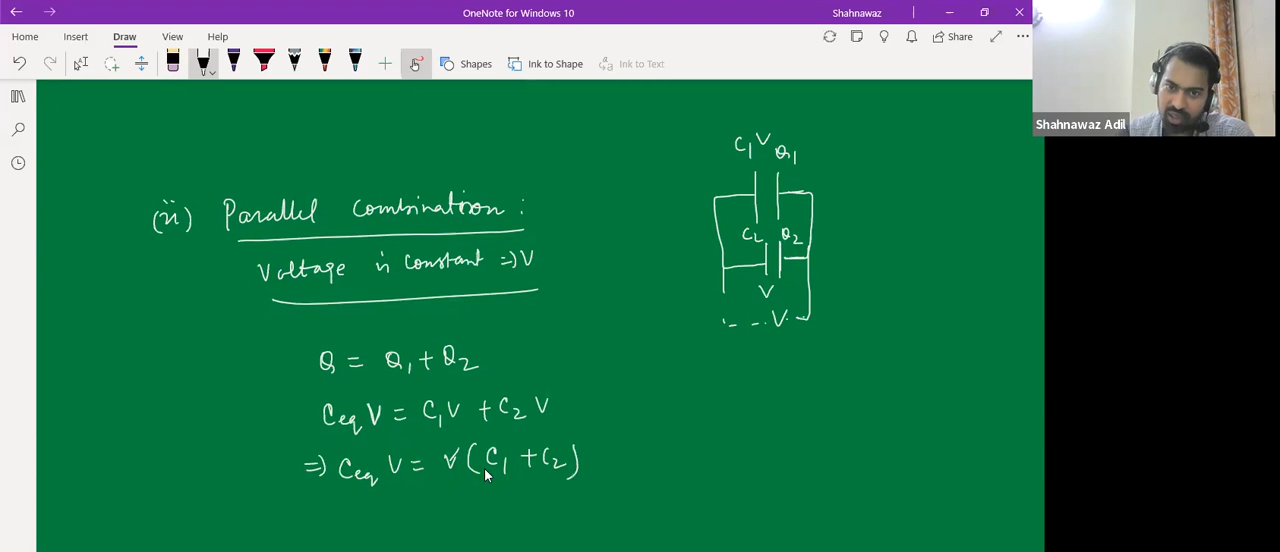 OneNote for Windows 10
Shahnawaz
Home Insert Draw View Help
Share
Shapes
Ink to Shape
Ink to Text
Shahnawaz Adil
C₁ V Q₁
C₂ Q₂
V
V
(ii) Parallel Combination :
Voltage is constant ⇒ V
Q = Q₁ + Q₂
Ceq V = C₁V + C₂ V
⇒ Ceq V = V (C₁ + C₂)